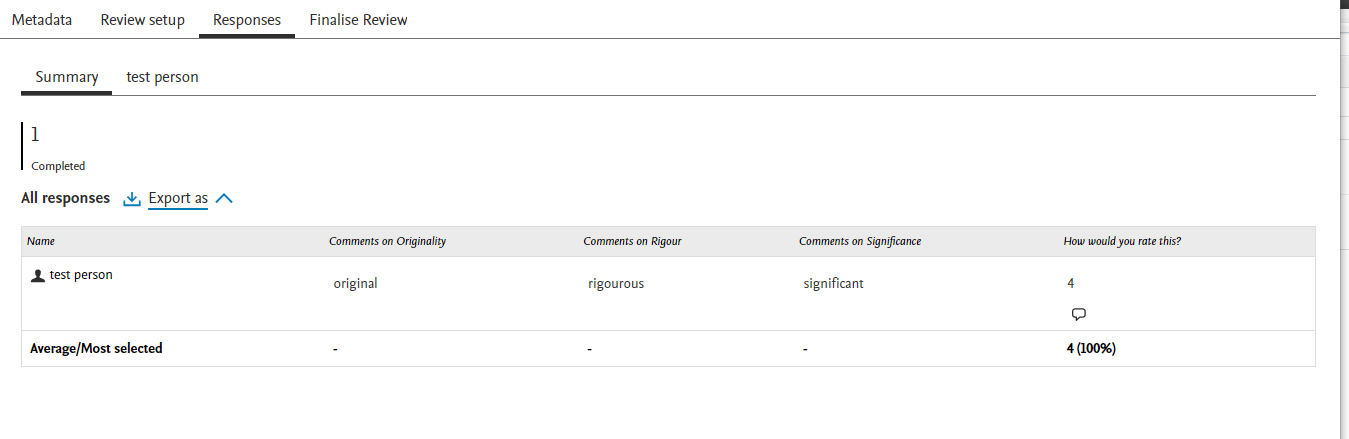 Metadata Review setup Responses Finalise Review
Summary test person
1
Completed
All responses Export as
Name Comments on Originality Comments on Rigour Comments on Significance How would you rate this?
test person original rigourous significant 4
Average/Most selected - - - 4 (100%)